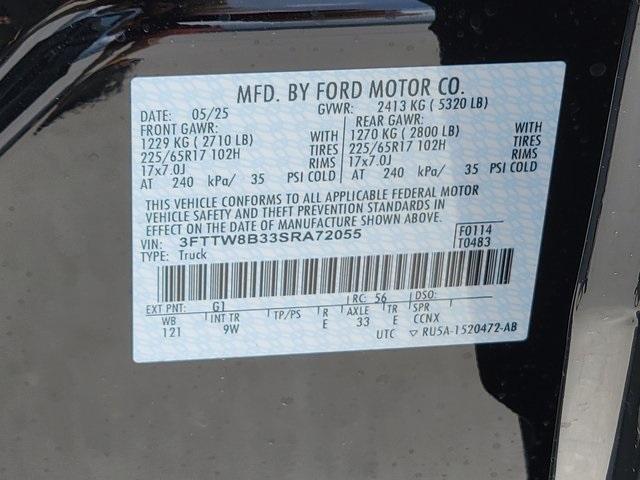 MFD. BY FORD MOTOR CO.
DATE: 05/25 GVWR: 2413 KG ( 5320 LB)
FRONT GAWR: REAR GAWR:
1229 KG ( 2710 LB) WITH 1270 KG ( 2800 LB) WITH
225/65R17 102H TIRES 225/65R17 102H TIRES
17x7.0J RIMS 17x7.0J RIMS
AT 240 kPa/ 35 PSI COLD AT 240 kPa/ 35 PSI COLD
THIS VEHICLE CONFORMS TO ALL APPLICABLE FEDERAL MOTOR
VEHICLE SAFETY AND THEFT PREVENTION STANDARDS IN
EFFECT ON THE DATE OF MANUFACTURE SHOWN ABOVE.
VIN: 3FTTW8B33SRA72055 F0114
TYPE: Truck T0483
EXT PNT: G1 RC: 56 DSO:
WB INT TR TP/PS R AXLE TR SPR
121 9W E 33 E CCNX
UTC ▽ RU5A-1520472-AB